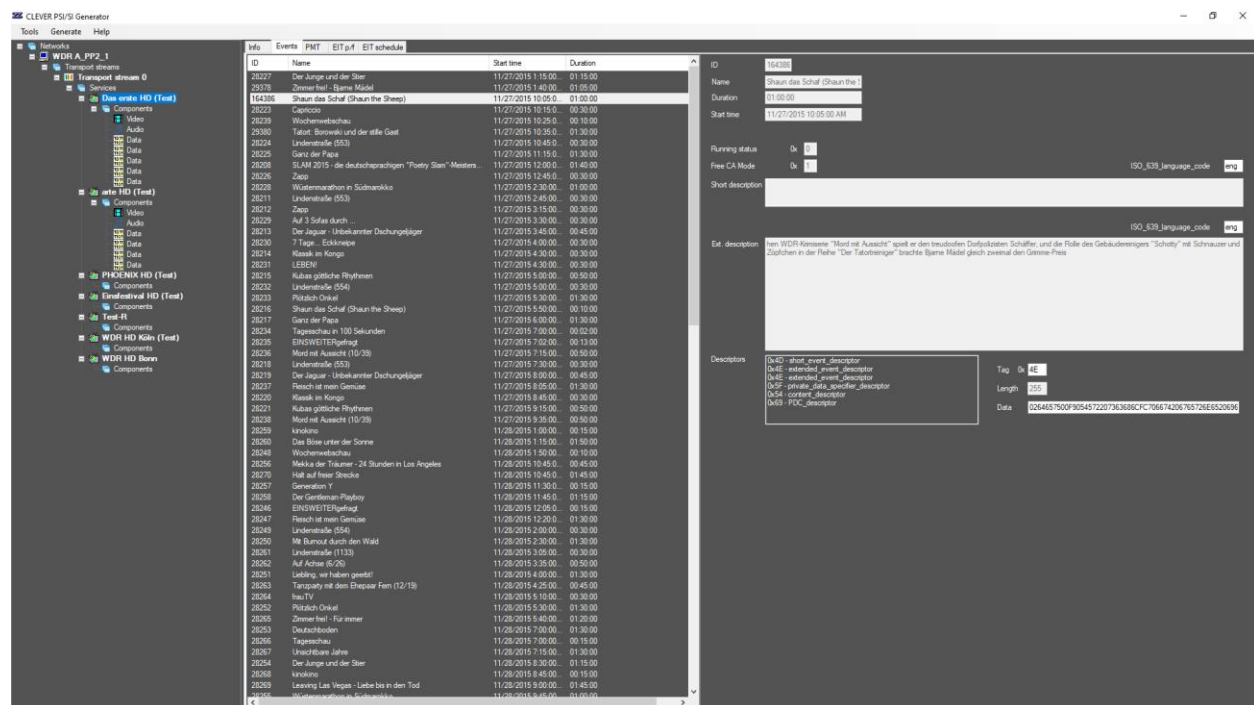 CLEVER PSI/SI Generator
Tools Generate Help
Networks
WDR A_PP2_1
Transport streams
Transport stream 0
Services
Das erste HD (Test)
Components
Video
Audio
Data
Data
Data
Data
Data
arte HD (Test)
Components
Video
Audio
Data
Data
Data
Data
PHOENIX HD (Test)
Components
Einsfestival HD (Test)
Components
Test-R
Components
WDR HD Köln (Test)
Components
WDR HD Bonn
Components
Info Events PMT EIT p/f EIT schedule
ID Name Start time Duration
28227 Der Junge und der Stier 11/27/2015 1:15:00... 01:15:00
29378 Zimmer frei! - Bjarne Mädel 11/27/2015 1:40:00... 01:05:00
164386 Shaun das Schaf (Shaun the Sheep) 11/27/2015 10:05:0... 01:00:00
28223 Capriccio 11/27/2015 10:15:0... 00:30:00
28239 Wochenwebschau 11/27/2015 10:25:0... 00:10:00
29380 Tatort: Borowski und der stille Gast 11/27/2015 10:35:0... 01:30:00
28224 Lindenstraße (553) 11/27/2015 10:45:0... 00:30:00
28225 Ganz der Papa 11/27/2015 11:15:0... 01:30:00
28208 SLAM 2015 - die deutschsprachigen "Poetry Slam"-Meisters... 11/27/2015 12:00:0... 01:40:00
28226 Zapp 11/27/2015 12:45:0... 00:30:00
28228 Wüstenmarathon in Südmarokko 11/27/2015 2:30:00... 01:00:00
28211 Lindenstraße (553) 11/27/2015 2:45:00... 00:30:00
28212 Zapp 11/27/2015 3:15:00... 00:30:00
28229 Auf 3 Sofas durch ... 11/27/2015 3:30:00... 00:30:00
28213 Der Jaguar - Unbekannter Dschungeljäger 11/27/2015 3:45:00... 00:45:00
28230 7 Tage... Eckkneipe 11/27/2015 4:00:00... 00:30:00
28214 Klassik im Kongo 11/27/2015 4:30:00... 00:30:00
28231 LEBEN! 11/27/2015 4:30:00... 00:30:00
28215 Kubas göttliche Rhythmen 11/27/2015 5:00:00... 00:50:00
28232 Lindenstraße (554) 11/27/2015 5:00:00... 00:30:00
28233 Plötzlich Onkel 11/27/2015 5:30:00... 01:30:00
28216 Shaun das Schaf (Shaun the Sheep) 11/27/2015 5:50:00... 00:10:00
28217 Ganz der Papa 11/27/2015 6:00:00... 01:30:00
28234 Tagesschau in 100 Sekunden 11/27/2015 7:00:00... 00:02:00
28235 EINSWEITERgefragt 11/27/2015 7:02:00... 00:13:00
28236 Mord mit Aussicht (10/39) 11/27/2015 7:15:00... 00:50:00
28218 Lindenstraße (553) 11/27/2015 7:30:00... 00:30:00
28219 Der Jaguar - Unbekannter Dschungeljäger 11/27/2015 8:00:00... 00:45:00
28237 Fleisch ist mein Gemüse 11/27/2015 8:05:00... 01:30:00
28220 Klassik im Kongo 11/27/2015 8:45:00... 00:30:00
28221 Kubas göttliche Rhythmen 11/27/2015 9:15:00... 00:50:00
28238 Mord mit Aussicht (10/39) 11/27/2015 9:35:00... 00:50:00
28259 kinokino 11/28/2015 1:00:00... 00:15:00
28260 Das Böse unter der Sonne 11/28/2015 1:15:00... 01:50:00
28248 Wochenwebschau 11/28/2015 1:50:00... 00:10:00
28256 Mekka der Träumer - 24 Stunden in Los Angeles 11/28/2015 10:45:0... 00:45:00
28270 Halt auf freier Strecke 11/28/2015 10:45:0... 01:45:00
28257 Generation Y 11/28/2015 11:30:0... 00:15:00
28258 Der Gentleman-Playboy 11/28/2015 11:45:0... 01:15:00
28246 EINSWEITERgefragt 11/28/2015 12:05:0... 00:15:00
28247 Fleisch ist mein Gemüse 11/28/2015 12:20:0... 01:30:00
28249 Lindenstraße (554) 11/28/2015 2:00:00... 00:30:00
28250 Mit Burnout durch den Wald 11/28/2015 2:30:00... 01:30:00
28261 Lindenstraße (1133) 11/28/2015 3:05:00... 00:30:00
28262 Auf Achse (6/26) 11/28/2015 3:35:00... 00:50:00
28251 Liebling, wir haben geerbt! 11/28/2015 4:00:00... 01:30:00
28263 Tanzparty mit dem Ehepaar Fern (12/19) 11/28/2015 4:25:00... 00:45:00
28264 frauTV 11/28/2015 5:10:00... 00:30:00
28252 Plötzlich Onkel 11/28/2015 5:30:00... 01:30:00
28265 Zimmer frei! - Für immer 11/28/2015 5:40:00... 01:20:00
28253 Deutschboden 11/28/2015 7:00:00... 01:30:00
28266 Tagesschau 11/28/2015 7:00:00... 00:15:00
28267 Unsichtbare Jahre 11/28/2015 7:15:00... 01:30:00
28254 Der Junge und der Stier 11/28/2015 8:30:00... 01:15:00
28268 kinokino 11/28/2015 8:45:00... 00:15:00
28269 Leaving Las Vegas - Liebe bis in den Tod 11/28/2015 9:00:00... 01:45:00
28255 Wüstenmarathon in Südmarokko 11/28/2015 9:45:00... 01:00:00
ID 164386
Name Shaun das Schaf (Shaun the S
Duration 01:00:00
Start time 11/27/2015 10:05:00 AM
Running status 0x 0
Free CA Mode 0x 1 ISO_639_language_code eng
Short description
ISO_639_language_code eng
Ext. description hen WDR-Krimiserie "Mord mit Aussicht" spielt er den treudoofen Dorfpolizisten Schäffer, und die Rolle des Gebäudereinigers "Schotty" mit Schnauzer und
Zöpfchen in der Reihe "Der Tatortreiniger" brachte Bjarne Mädel gleich zweimal den Grimme-Preis
Descriptors
0x4D - short_event_descriptor
0x4E - extended_event_descriptor
0x4E - extended_event_descriptor
0x5F - private_data_specifier_descriptor
0x54 - content_descriptor
0x69 - PDC_descriptor
Tag 0x 4E
Length 255
Data 0264657500F9054572207363686CFC706674206765726E6520696